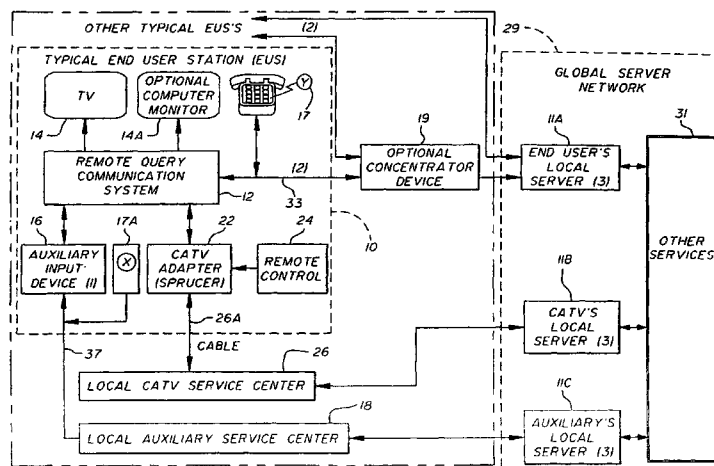 OTHER TYPICAL EUS'S
(2)
29
TYPICAL END USER STATION (EUS)
GLOBAL SERVER
NETWORK
TV
OPTIONAL
COMPUTER
MONITOR
Y
17
14
14A
19
11A
31
REMOTE QUERY
COMMUNICATION
SYSTEM
12
(2)
33
OPTIONAL
CONCENTRATOR
DEVICE
END USER'S
LOCAL
SERVER (3)
16
17A
22
24
10
AUXILIARY
INPUT
DEVICE (1)
X
CATV
ADAPTER
(SPRUCER)
REMOTE
CONTROL
OTHER
SERVICES
11B
26A
CATV'S
LOCAL
SERVER (3)
37
CABLE
26
LOCAL CATV SERVICE CENTER
18
11C
LOCAL AUXILIARY SERVICE CENTER
AUXILIARY'S
LOCAL
SERVER (3)